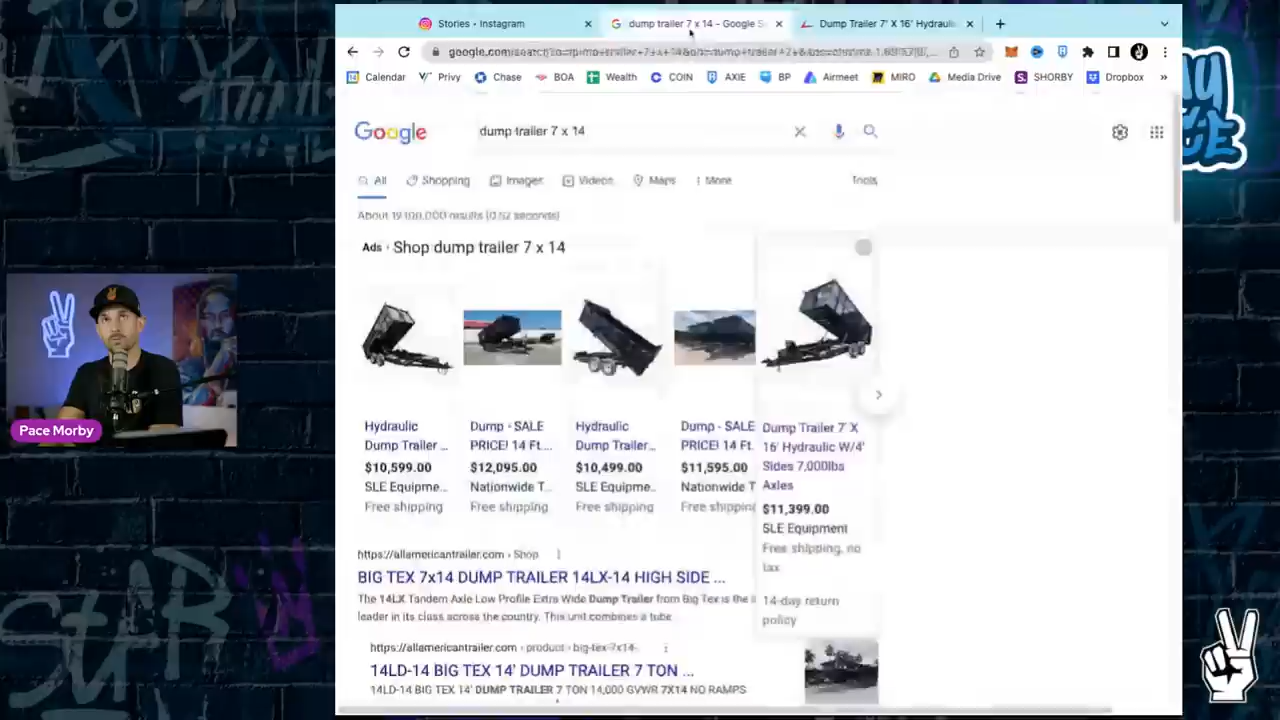 Stories • Instagram
dump trailer 7 x 14 - Google S
Dump Trailer 7' X 16' Hydraulic
Calendar
Privy
Chase
BOA
Wealth
COIN
AXIE
BP
Airmeet
MIRO
Media Drive
SHORBY
Dropbox
»
Google
dump trailer 7 x 14
All
Shopping
Images
Videos
Maps
More
Tools
Ads · Shop dump trailer 7 x 14
Hydraulic
Dump Trailer ...
$10,599.00
SLE Equipme...
Free shipping
Dump - SALE
PRICE! 14 Ft....
$12,095.00
Nationwide T...
Free shipping
Hydraulic
Dump Trailer...
$10,499.00
SLE Equipme...
Free shipping
Dump - SALE
PRICE! 14 Ft.
$11,595.00
Nationwide T
Free shipping
Dump Trailer 7' X
16' Hydraulic W/4'
Sides 7,000lbs
Axles
$11,399.00
SLE Equipment
Free shipping, no
tax
14-day return
policy
https://allamericantrailer.com › Shop
BIG TEX 7x14 DUMP TRAILER 14LX-14 HIGH SIDE ...
The 14LX Tandem Axle Low Profile Extra Wide Dump Trailer from Big Tex is the
leader in its class across the country. This unit combines a tube
https://allamericantrailer.com › product › big-tex-7x14-
14LD-14 BIG TEX 14' DUMP TRAILER 7 TON ...
14LD-14 BIG TEX 14' DUMP TRAILER 7 TON 14,000 GVWR 7X14 NO RAMPS
Pace Morby